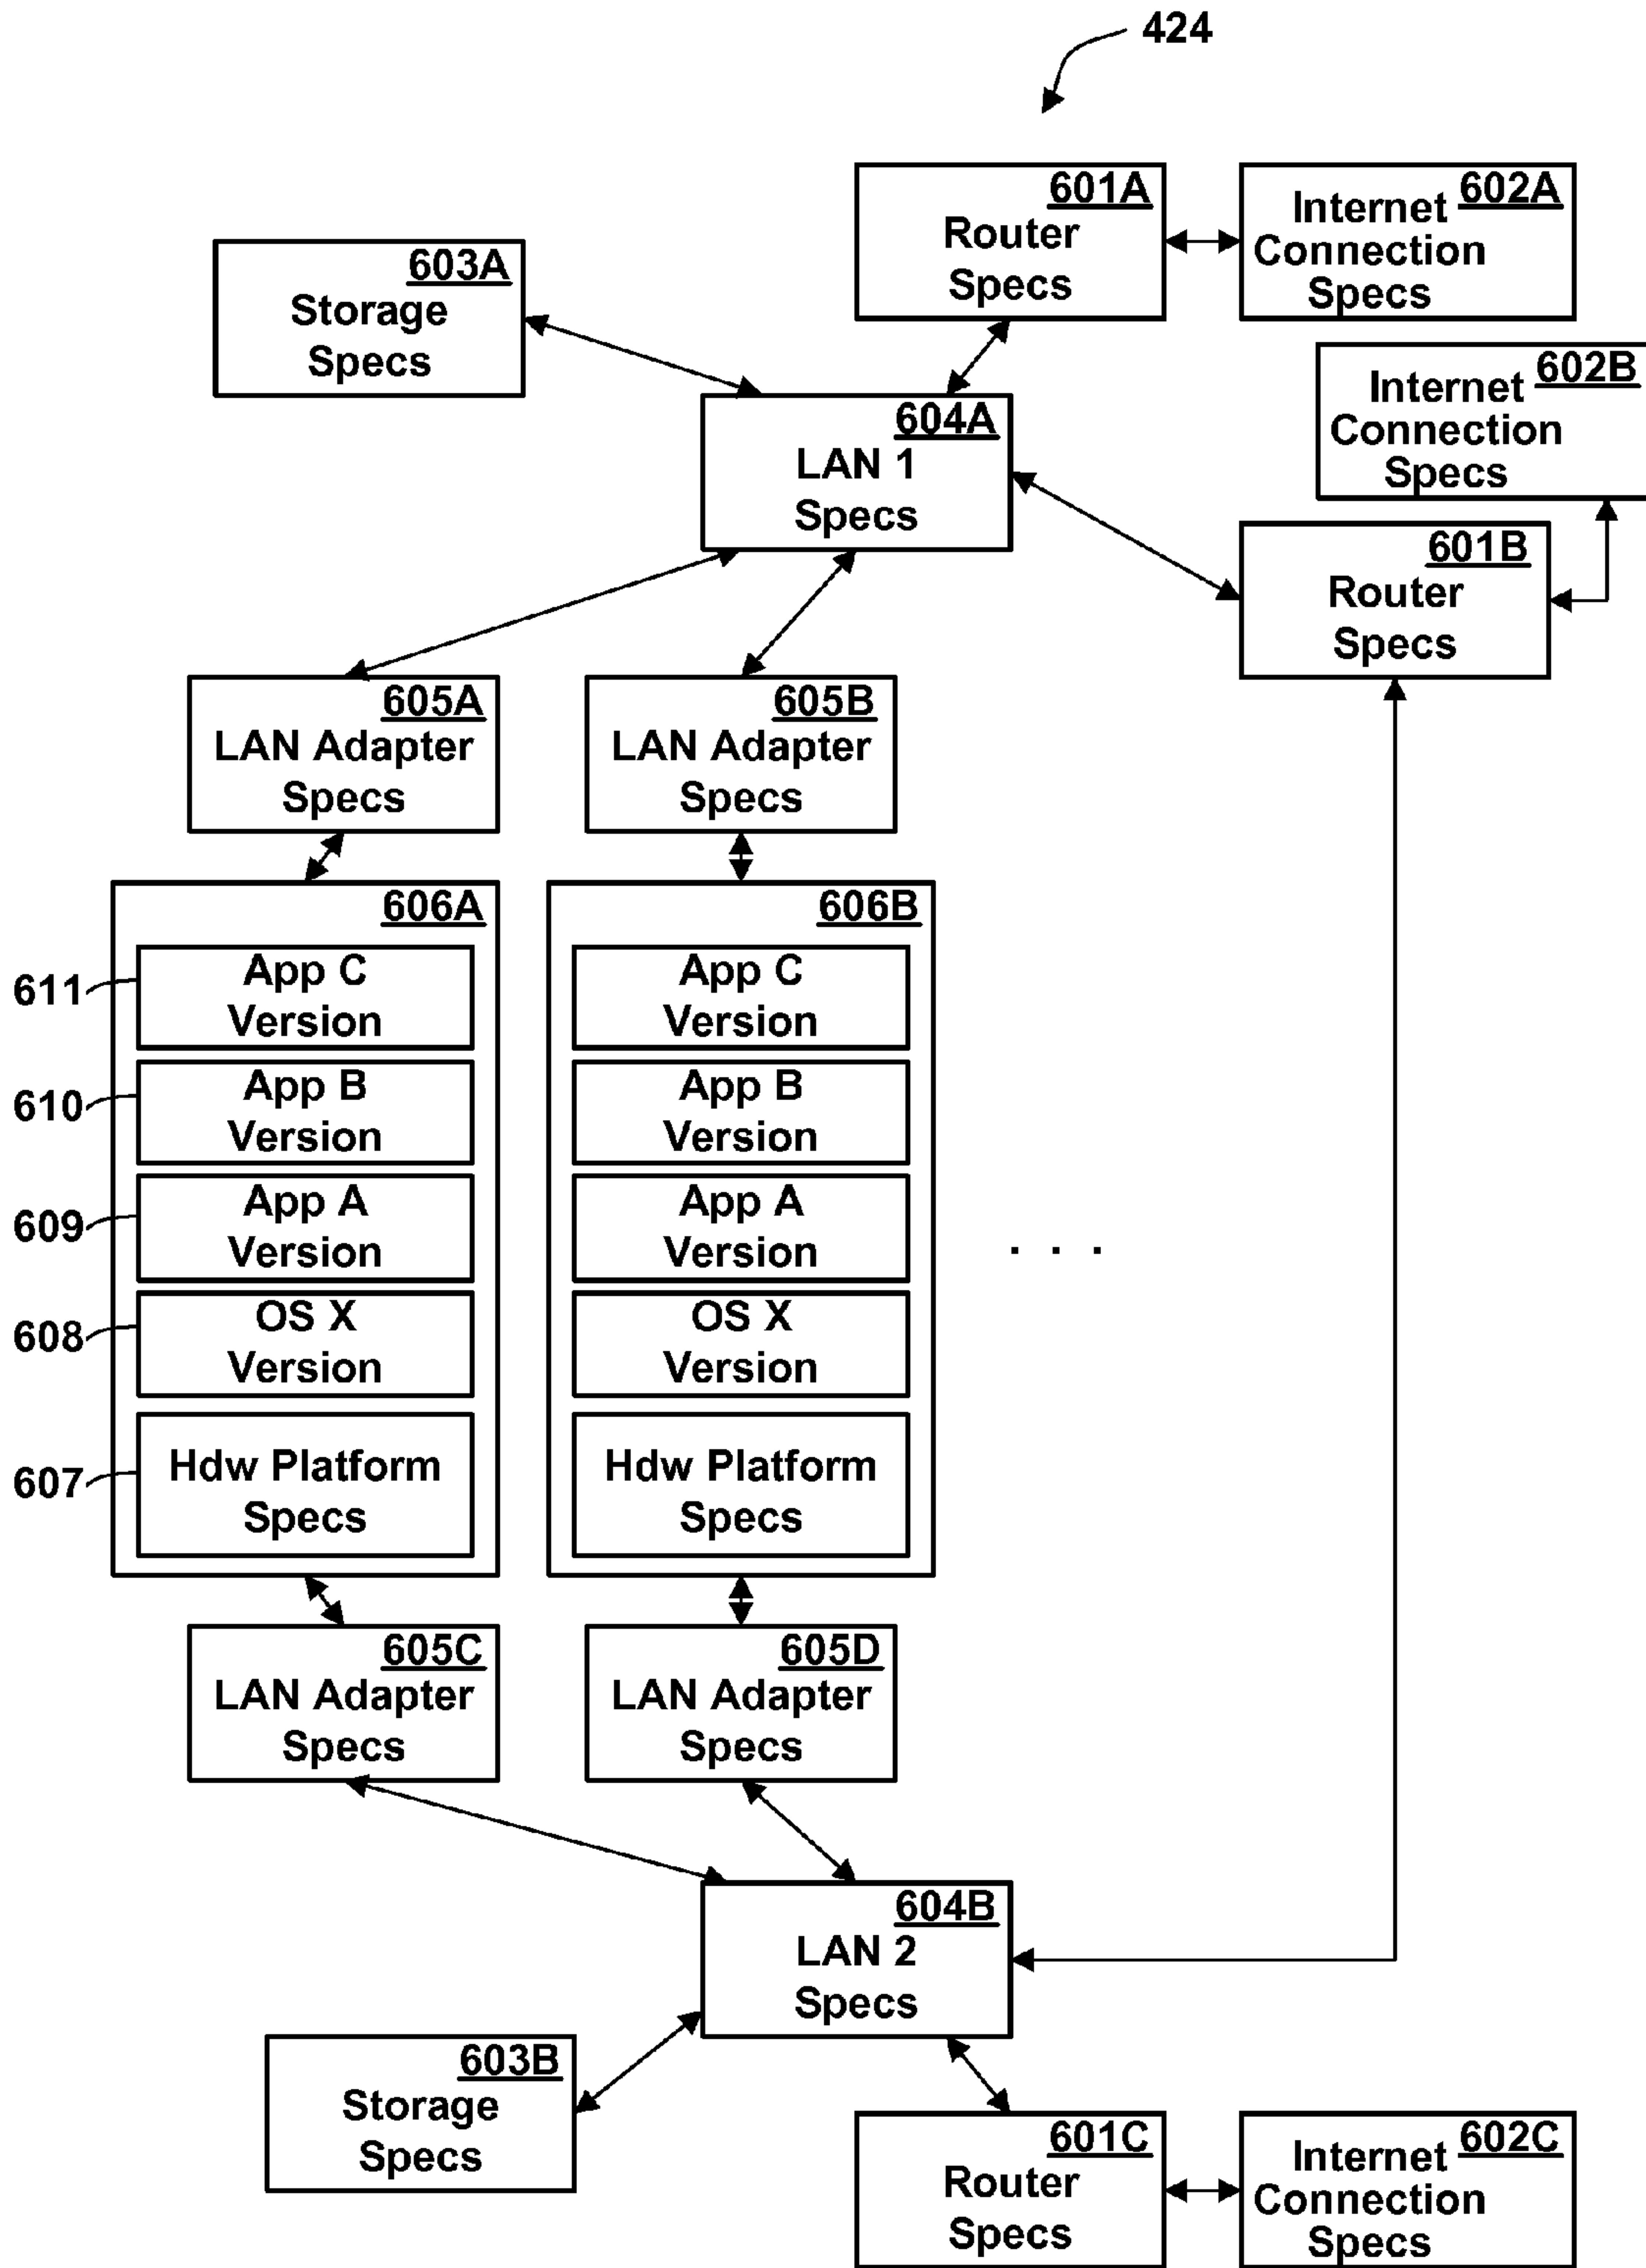 424
601A
Router
Specs
602A
Internet
Connection
Specs
603A
Storage
Specs
602B
Internet
Connection
Specs
604A
LAN 1
Specs
601B
Router
Specs
605A
LAN Adapter
Specs
605B
LAN Adapter
Specs
606A
611
App C
Version
610
App B
Version
609
App A
Version
608
OS X
Version
607
Hdw Platform
Specs
606B
App C
Version
App B
Version
App A
Version
OS X
Version
Hdw Platform
Specs
. . .
605C
LAN Adapter
Specs
605D
LAN Adapter
Specs
604B
LAN 2
Specs
603B
Storage
Specs
601C
Router
Specs
602C
Internet
Connection
Specs